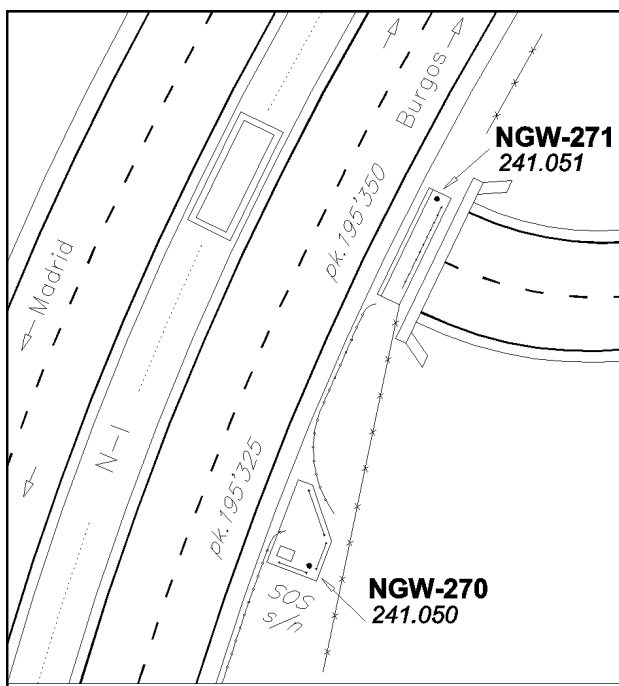 Burgos
NGW-271
241.051
pk. 195'350
Madrid
N-I
pk. 195'325
NGW-270
241.050
SOS
s/n